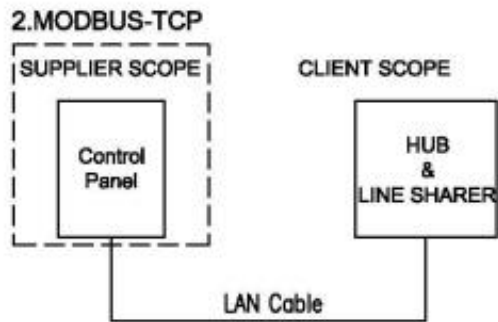 2.MODBUS-TCP
SUPPLIER SCOPE
CLIENT SCOPE
Control
Panel
HUB
&
LINE SHARER
LAN Cable